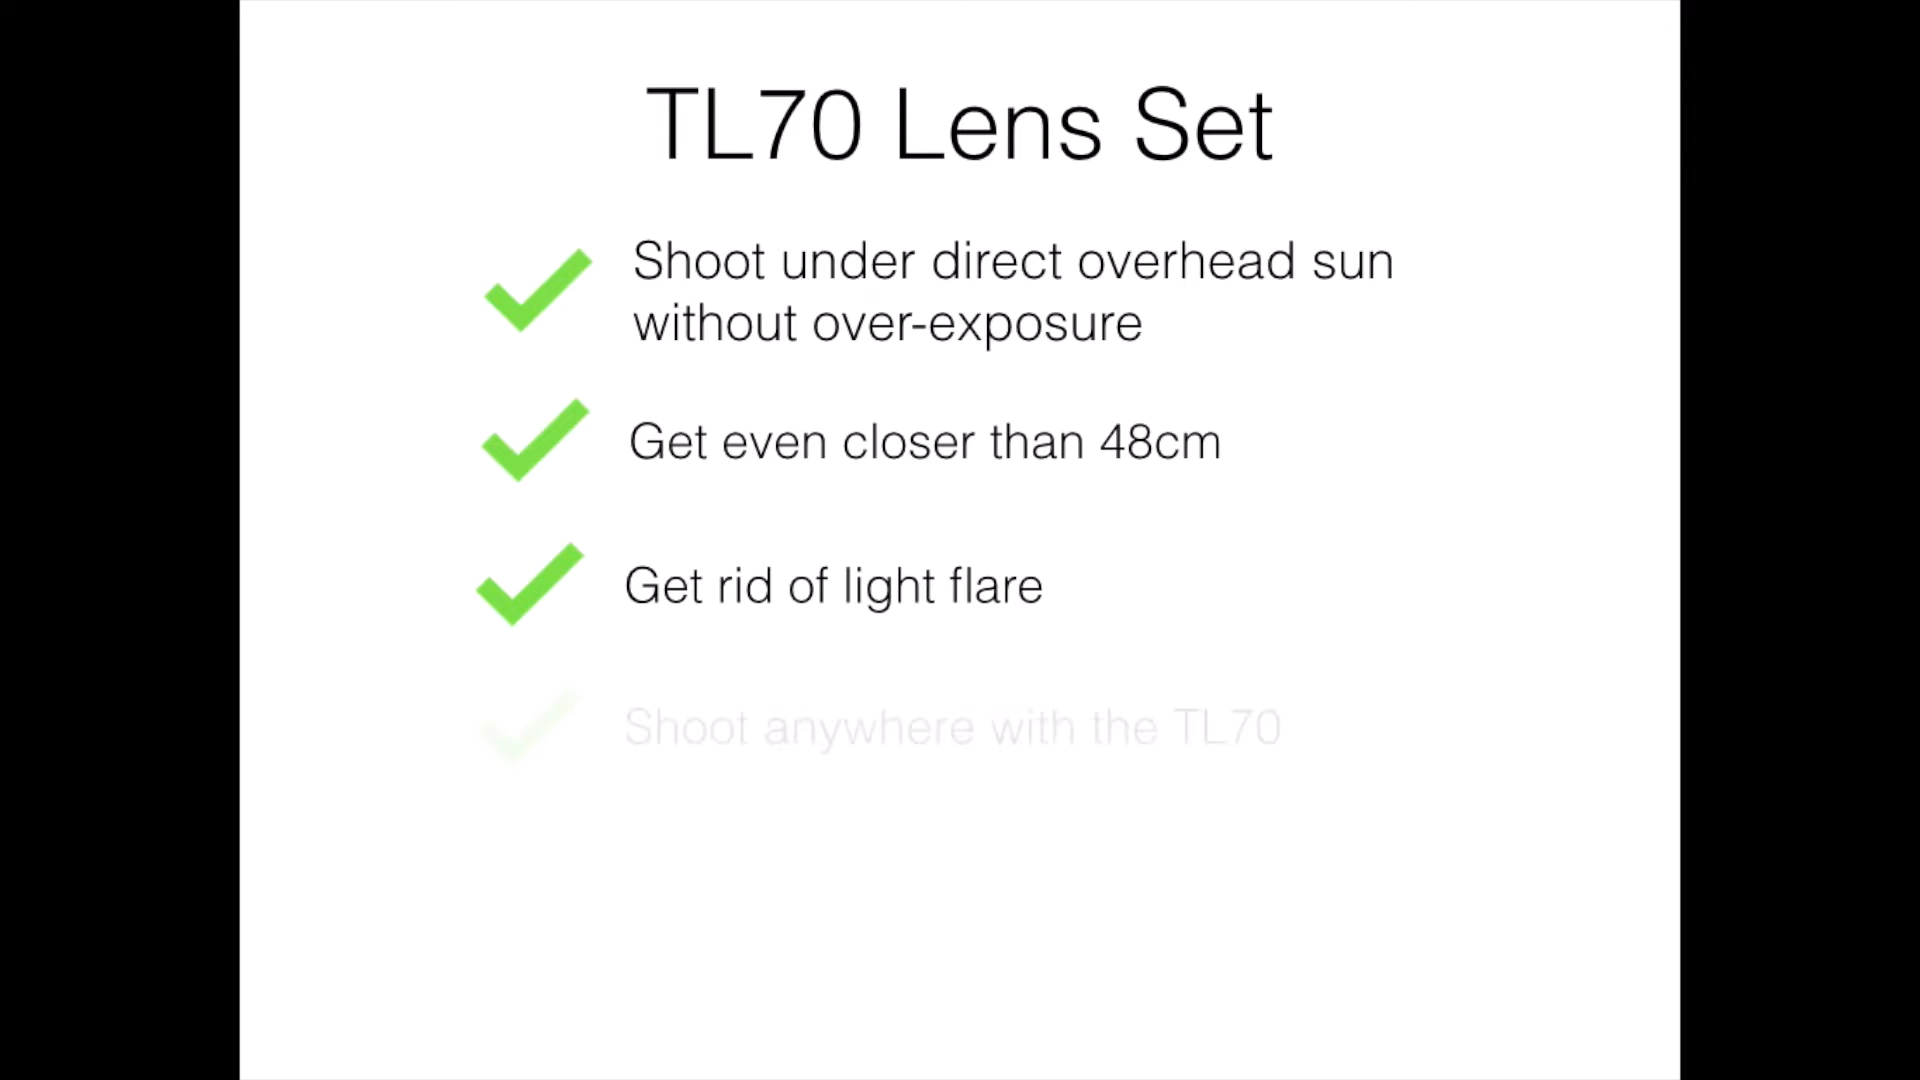 TL70 Lens Set
Shoot under direct overhead sun
without over-exposure
Get even closer than 48cm
Get rid of light flare
Shoot anywhere with the TL70